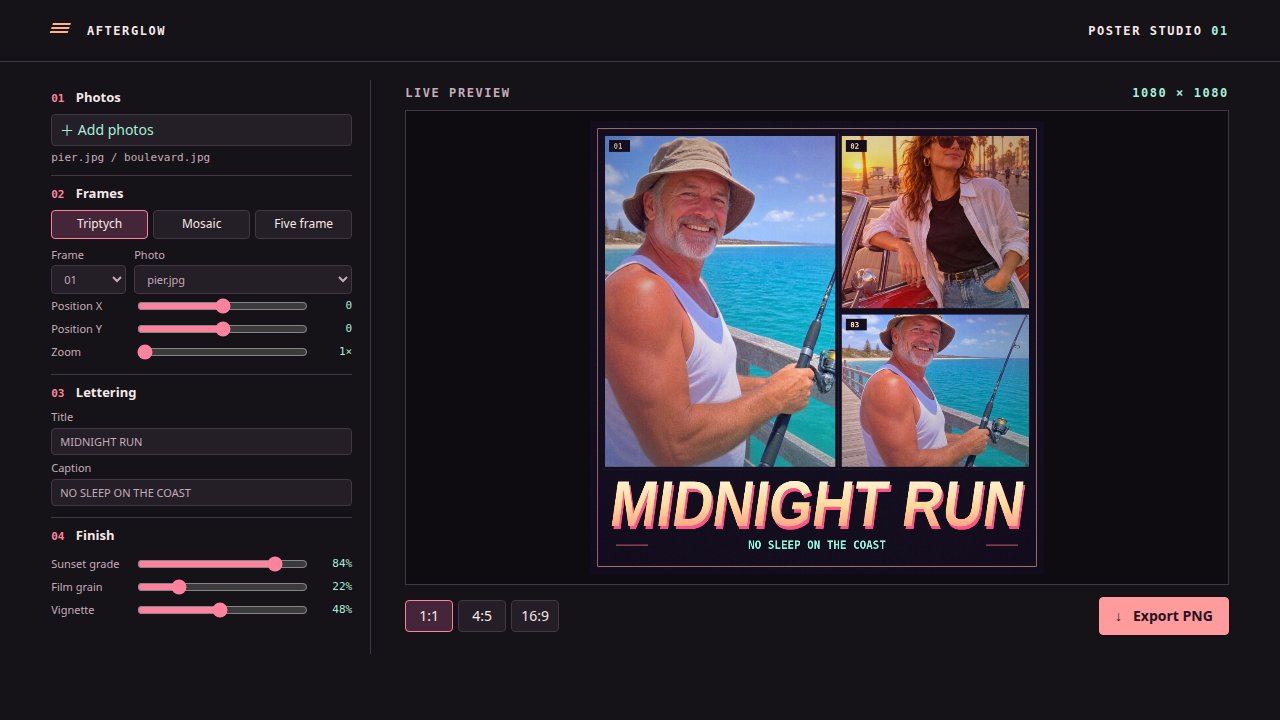 AFTERGLOW
POSTER STUDIO 01
01 Photos
+ Add photos
pier.jpg / boulevard.jpg
02 Frames
Triptych Mosaic Five frame
Frame Photo
01 pier.jpg
Position X 0
Position Y 0
Zoom 1×
03 Lettering
Title
MIDNIGHT RUN
Caption
NO SLEEP ON THE COAST
04 Finish
Sunset grade 84%
Film grain 22%
Vignette 48%
LIVE PREVIEW 1080 × 1080
01
02
03
MIDNIGHT RUN
NO SLEEP ON THE COAST
1:1 4:5 16:9
↓ Export PNG